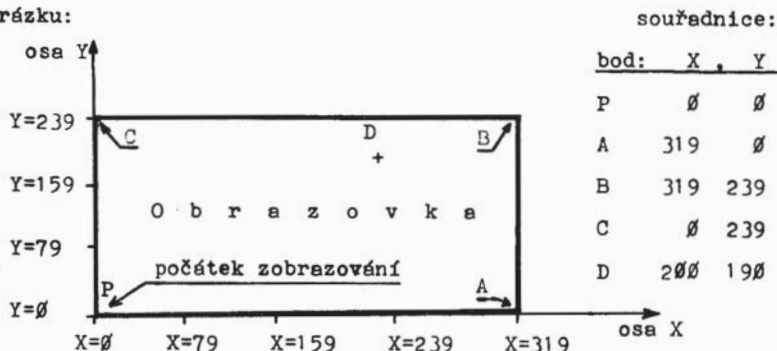 rázku:
souřadnice:
osa Y
bod: X , Y
P Ø Ø
Y=239
C D B
A 319 Ø
+
B 319 239
Y=159
O b r a z o v k a
C Ø 239
Y=79
D 2ØØ 19Ø
počátek zobrazování
P A
Y=Ø
X=Ø X=79 X=159 X=239 X=319
osa X